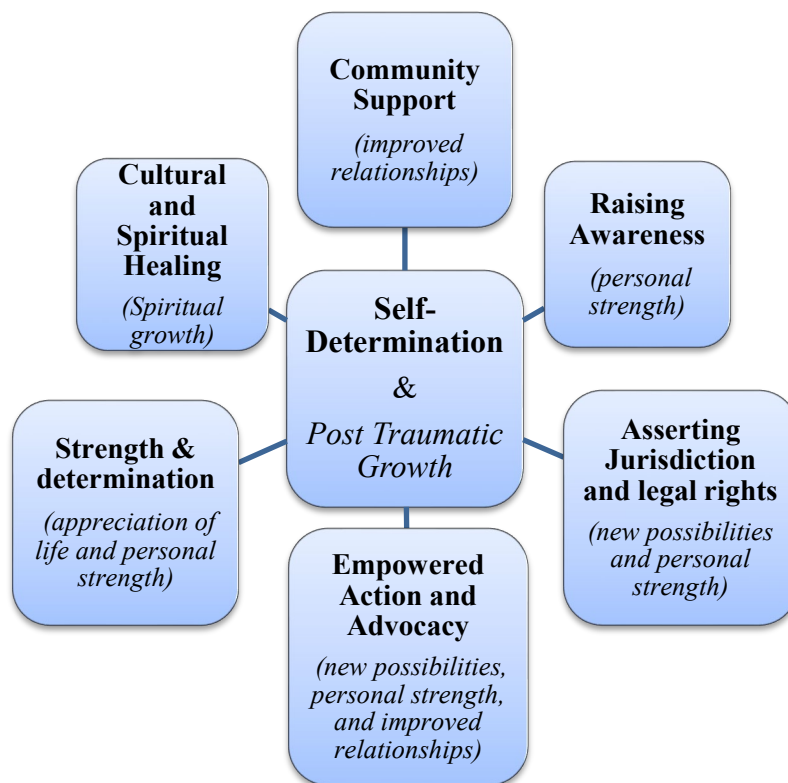 Community
Support
(improved
relationships)
Cultural
and
Spiritual
Healing
(Spiritual
growth)
Raising
Awareness
(personal
strength)
Self-
Determination
&
Post Traumatic
Growth
Strength &
determination
(appreciation of
life and personal
strength)
Asserting
Jurisdiction
and legal rights
(new possibilities
and personal
strength)
Empowered
Action and
Advocacy
(new possibilities,
personal strength,
and improved
relationships)